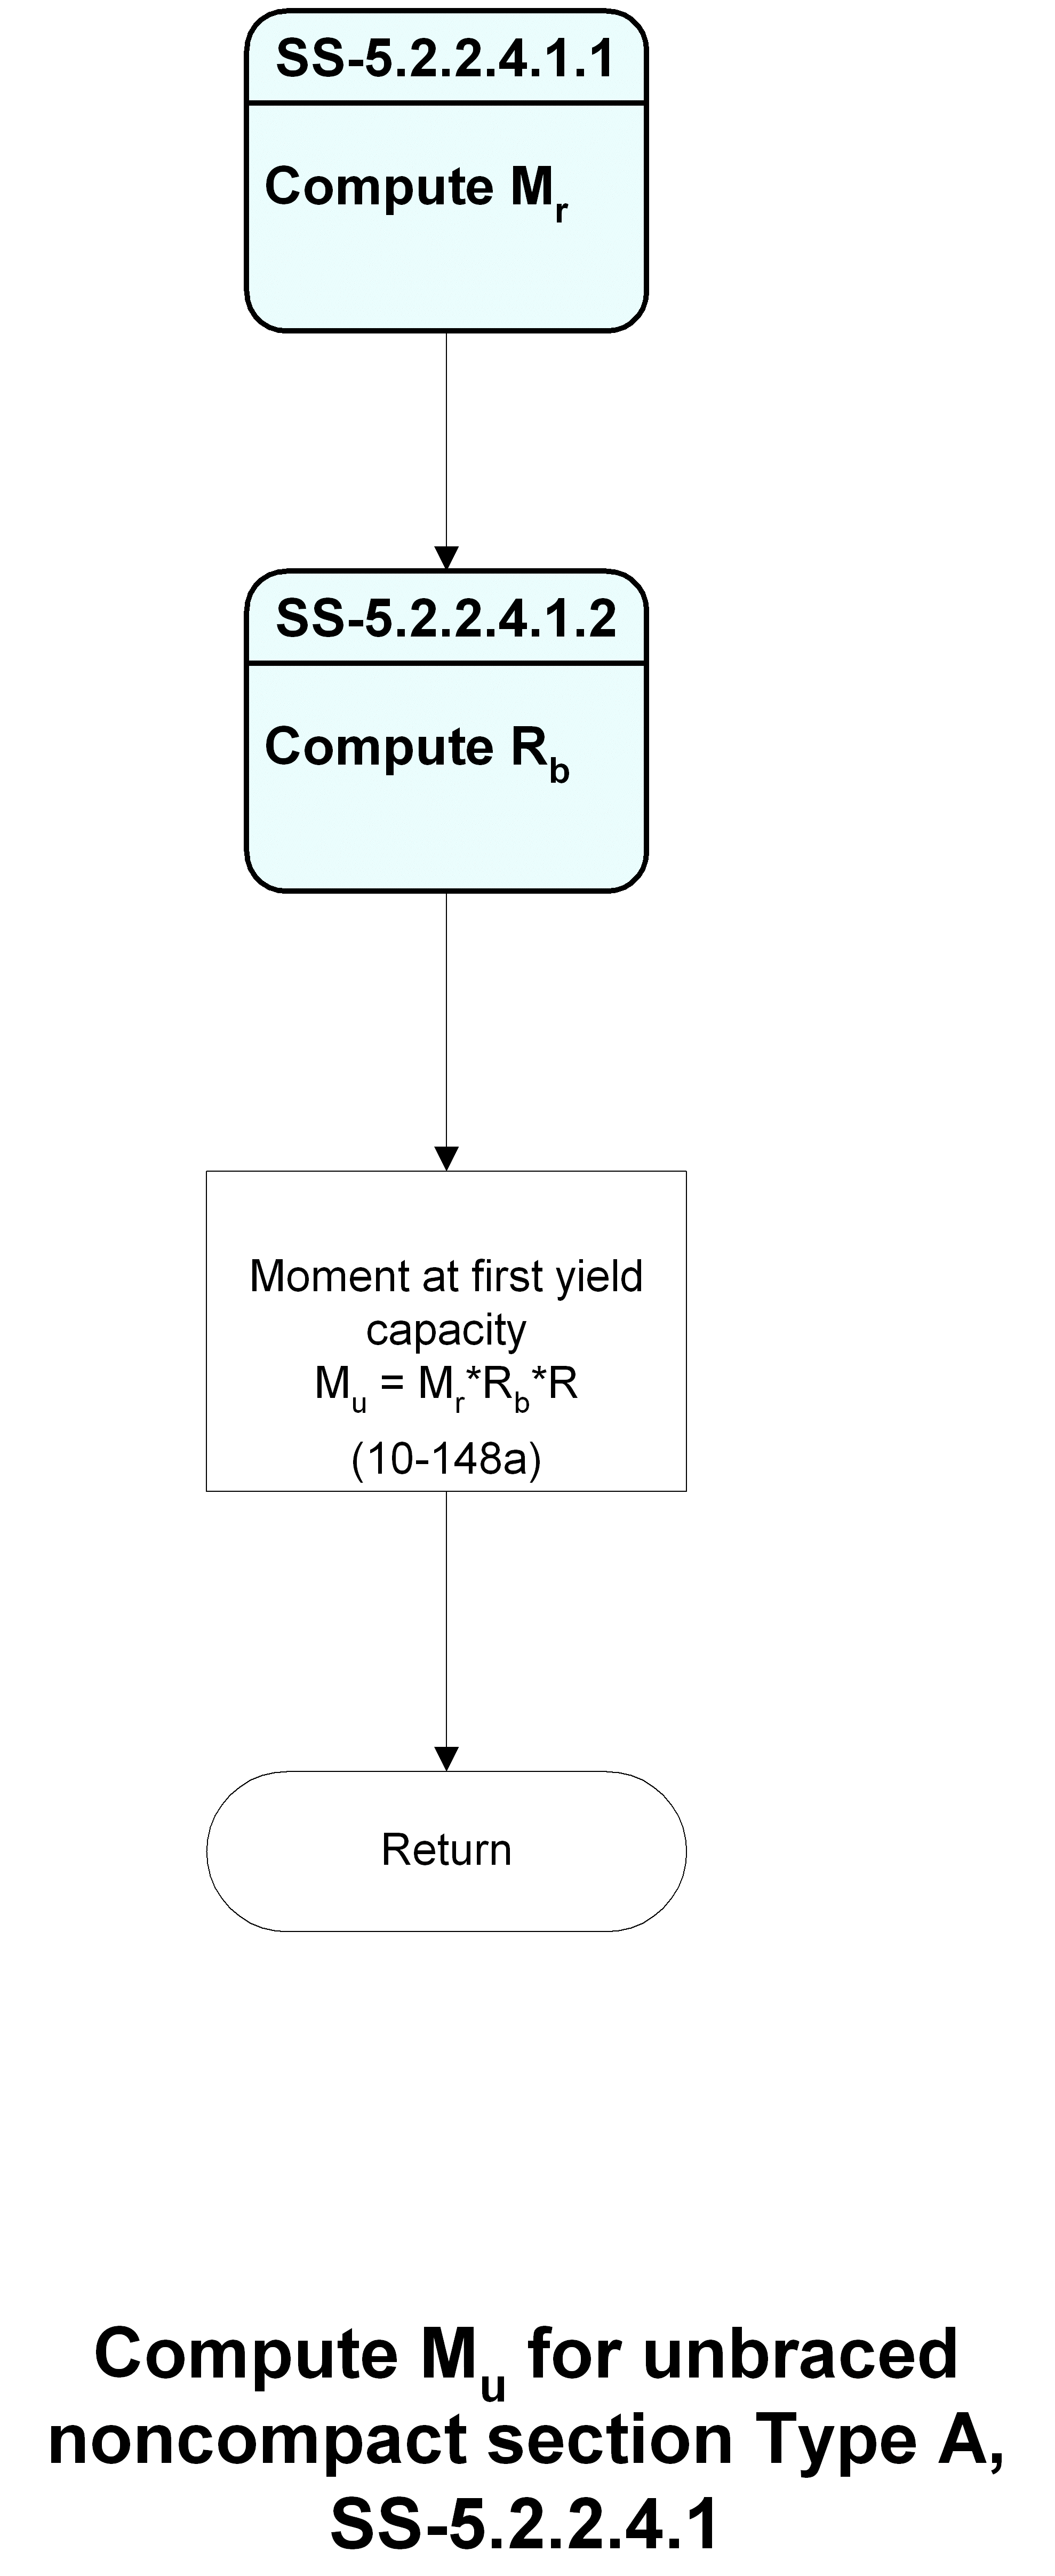 SS-5.2.2.4.1.1
Compute M_r
SS-5.2.2.4.1.2
Compute R_b
Moment at first yield
capacity
M_u = M_r*R_b*R
(10-148a)
Return
Compute M_u for unbraced
noncompact section Type A,
SS-5.2.2.4.1